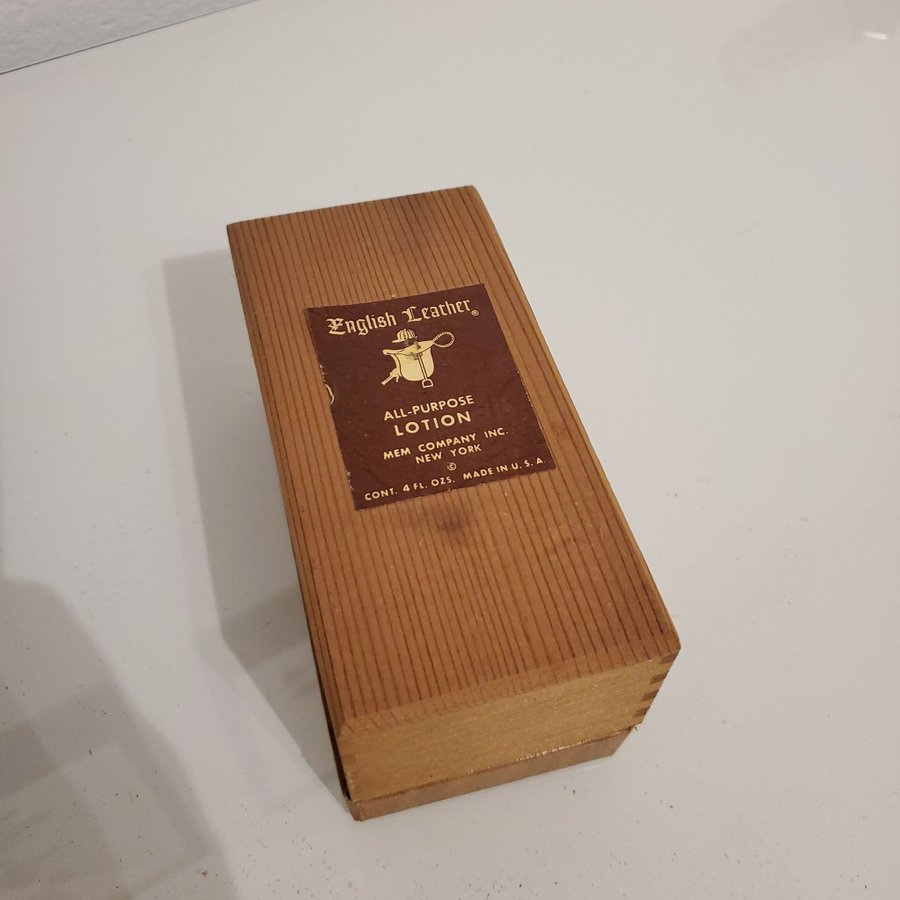 English Leather®
ALL-PURPOSE
LOTION
MEM COMPANY INC.
NEW YORK
©
CONT. 4 FL. OZS. MADE IN U. S. A.